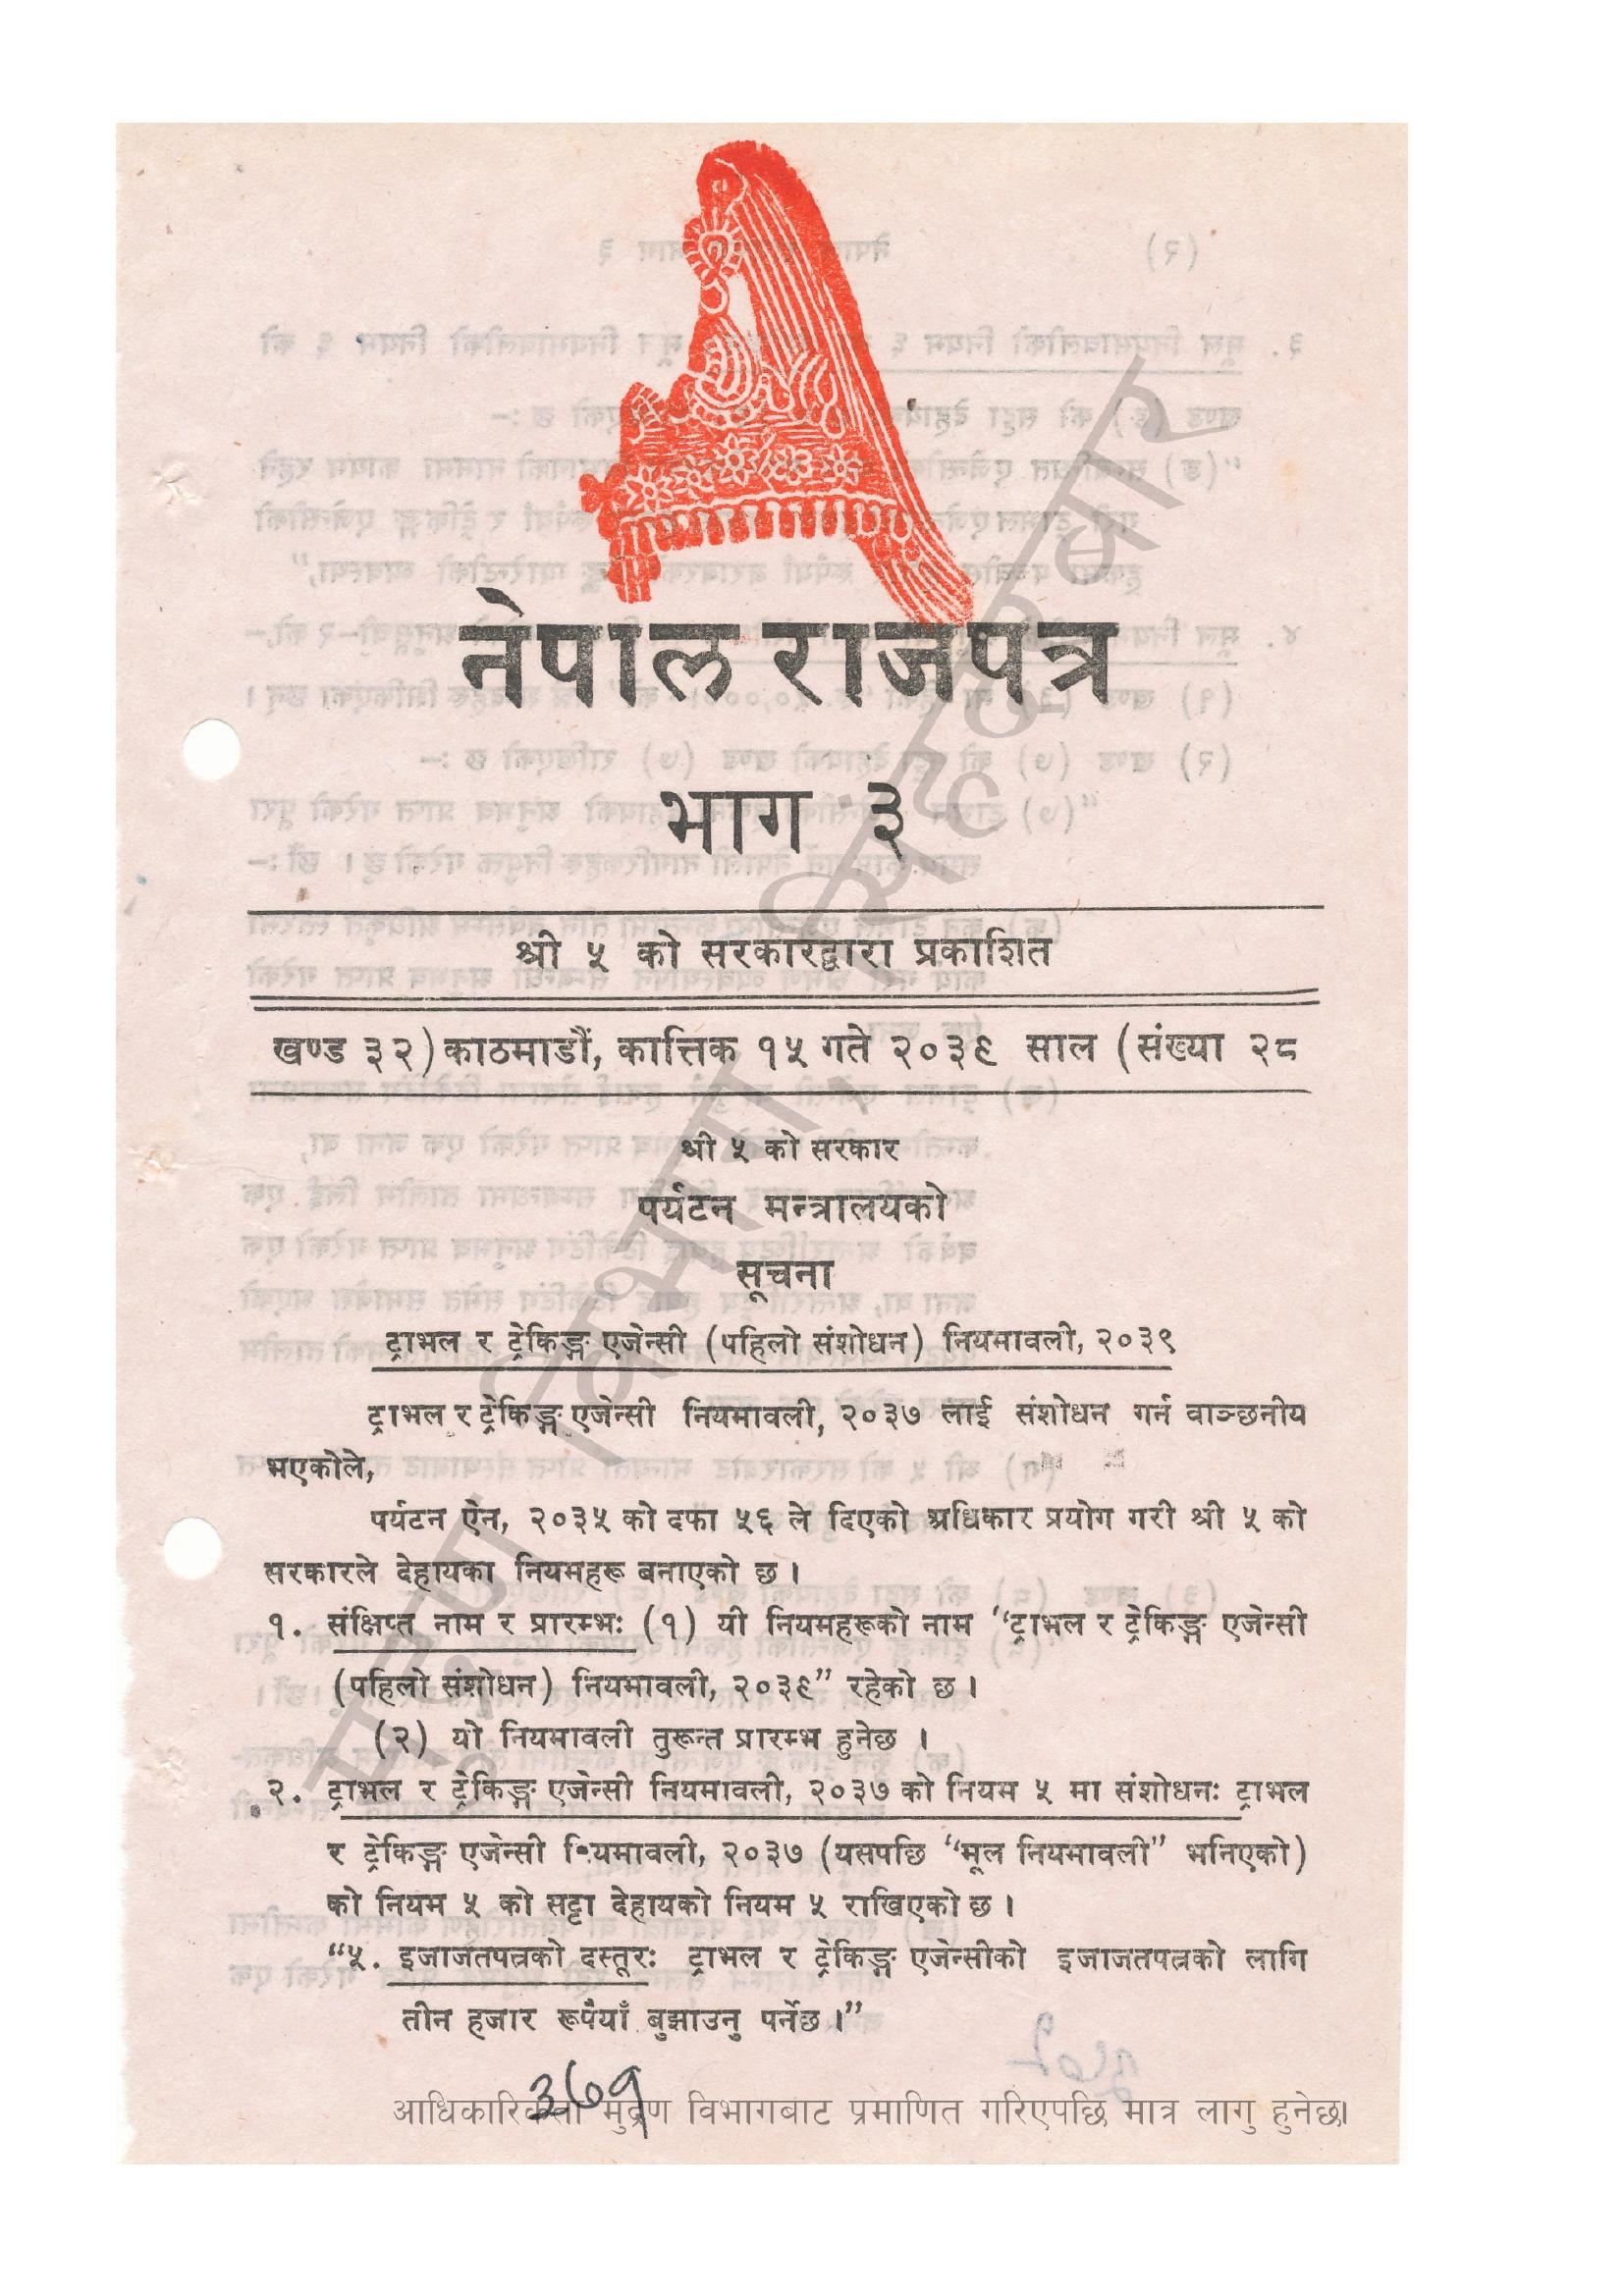 नेपाल राजपत्र
भाग ३
श्री ५ को सरकारद्वारा प्रकाशित
खण्ड ३२) काठमाडौं, कात्तिक १५ गते २०३९ साल (संख्या २८
श्री ५ को सरकार
पर्यटन मन्त्रालयको
सूचना
ट्राभल र ट्रेकिङ्ग एजेन्सी (पहिलो संशोधन) नियमावली, २०३९
ट्राभल र ट्रेकिङ्ग एजेन्सी नियमावली, २०३७ लाई संशोधन गर्न वाञ्छनीय
भएकोले,
पर्यटन ऐन, २०३५ को दफा ५६ ले दिएको अधिकार प्रयोग गरी श्री ५ को
सरकारले देहायका नियमहरू बनाएको छ ।
१. संक्षिप्त नाम र प्रारम्भः (१) यी नियमहरूको नाम “ट्राभल र ट्रेकिङ्ग एजेन्सी
(पहिलो संशोधन) नियमावली, २०३९” रहेको छ ।
(२) यो नियमावली तुरून्त प्रारम्भ हुनेछ ।
२. ट्राभल र ट्रेकिङ्ग एजेन्सी नियमावली, २०३७ को नियम ५ मा संशोधनः ट्राभल
र ट्रेकिङ्ग एजेन्सी नियमावली, २०३७ (यसपछि “मूल नियमावली” भनिएको)
को नियम ५ को सट्टा देहायको नियम ५ राखिएको छ ।
“५. इजाजतपत्रको दस्तूरः ट्राभल र ट्रेकिङ्ग एजेन्सीको इजाजतपत्रको लागि
तीन हजार रूपैयाँ बुझाउनु पर्नेछ ।”
३७१
आधिकारिकता मुद्रण विभागबाट प्रमाणित गरिएपछि मात्र लागु हुनेछ।